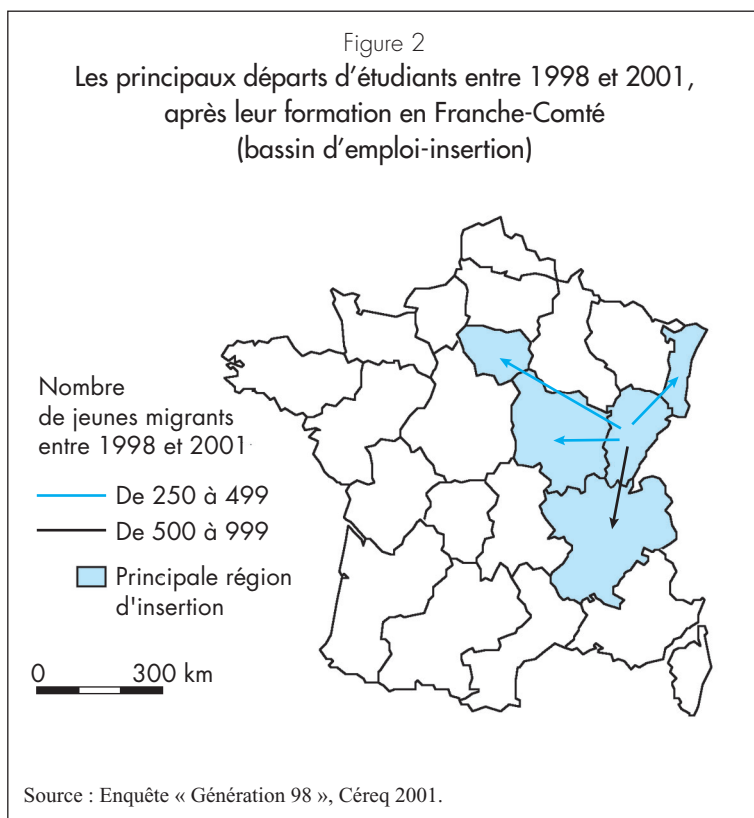 Figure 2
Les principaux départs d'étudiants entre 1998 et 2001,
après leur formation en Franche-Comté
(bassin d'emploi-insertion)
Nombre
de jeunes migrants
entre 1998 et 2001
De 250 à 499
De 500 à 999
Principale région
d'insertion
0 300 km
Source : Enquête « Génération 98 », Céreq 2001.